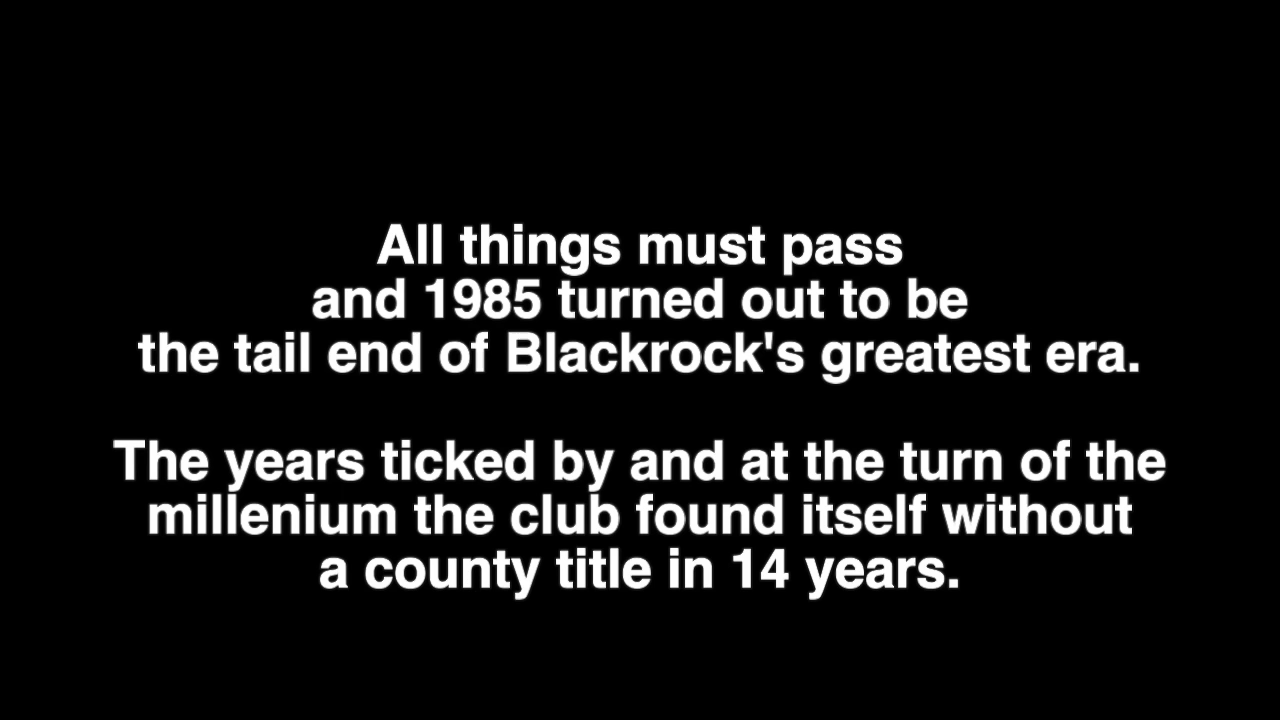 All things must pass
and 1985 turned out to be
the tail end of Blackrock's greatest era.
The years ticked by and at the turn of the
millenium the club found itself without
a county title in 14 years.